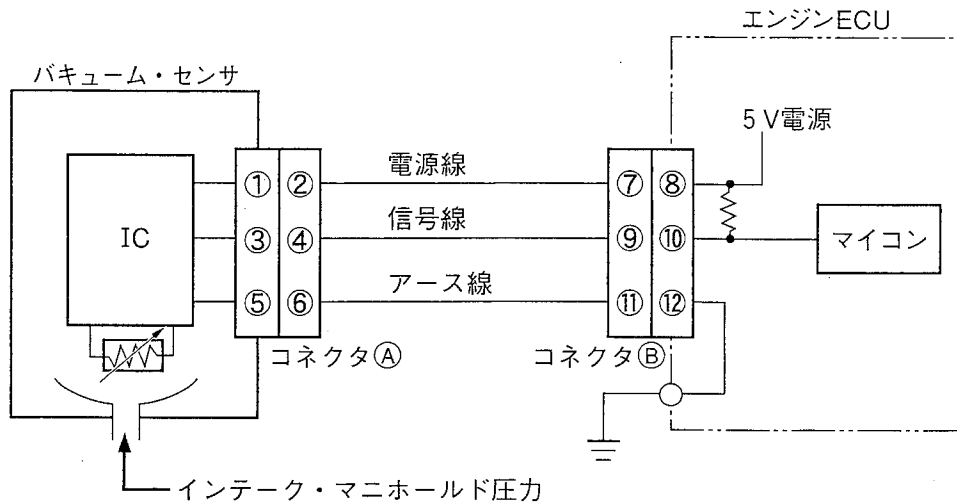 エンジンECU
バキューム・センサ
5V電源
IC
① ② 電源線 ⑦ ⑧
③ ④ 信号線 ⑨ ⑩
マイコン
⑤ ⑥ アース線 ⑪ ⑫
コネクタⒶ
コネクタⒷ
インテーク・マニホールド圧力